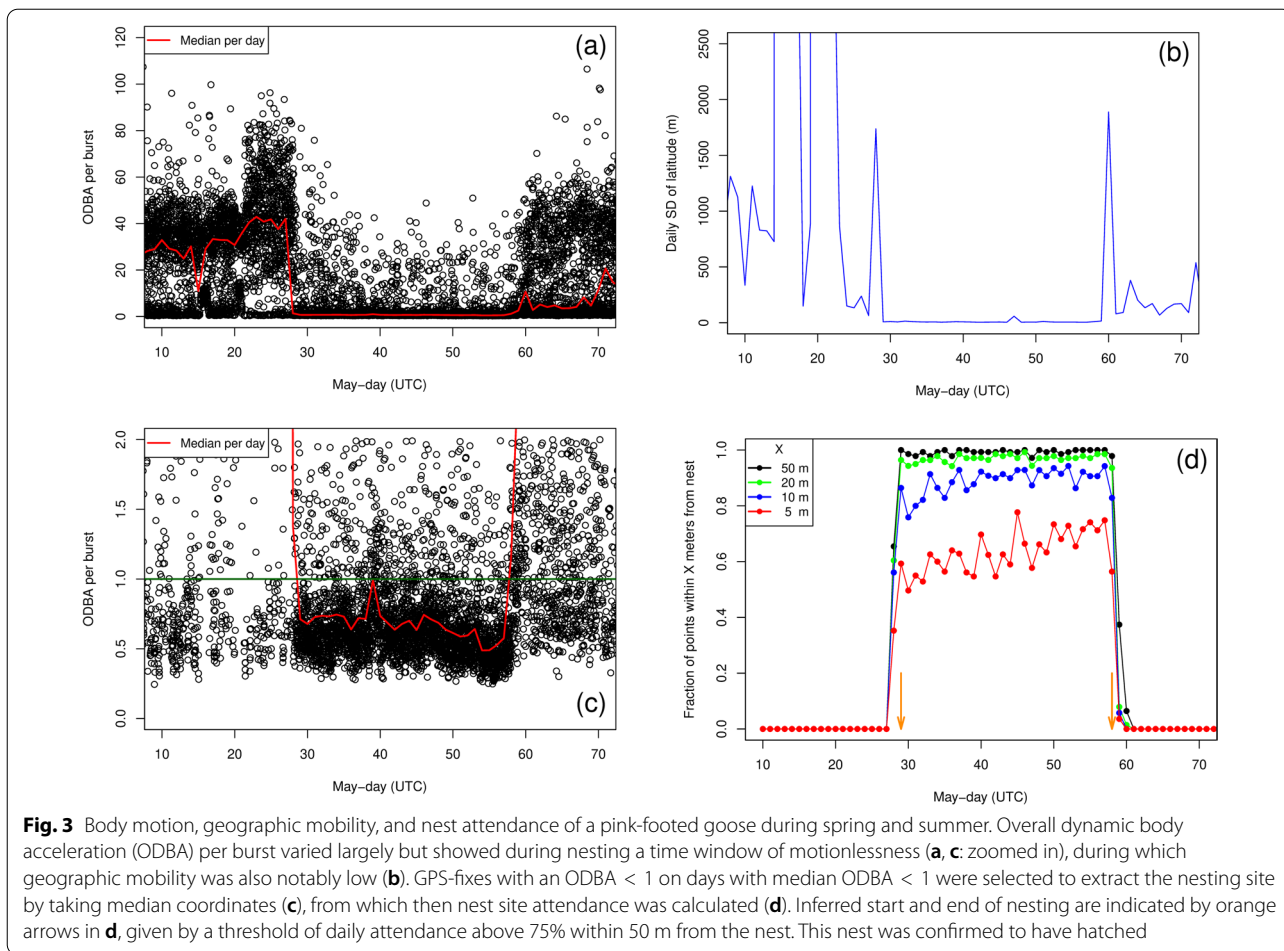 Median per day
(a)
120
100
80
60
40
20
0
ODBA per burst
10 20 30 40 50 60 70
May−day (UTC)
(b)
2500
2000
1500
1000
500
0
Daily SD of latitude (m)
10 20 30 40 50 60 70
May−day (UTC)
Median per day
2.0
1.5
1.0
0.5
0.0
ODBA per burst
(c)
10 20 30 40 50 60 70
May−day (UTC)
X
50 m
20 m
10 m
5 m
(d)
1.0
0.8
0.6
0.4
0.2
0.0
Fraction of points within X meters from nest
10 20 30 40 50 60 70
May−day (UTC)
Fig. 3 Body motion, geographic mobility, and nest attendance of a pink-footed goose during spring and summer. Overall dynamic body
acceleration (ODBA) per burst varied largely but showed during nesting a time window of motionlessness (a, c: zoomed in), during which
geographic mobility was also notably low (b). GPS-fixes with an ODBA < 1 on days with median ODBA < 1 were selected to extract the nesting site
by taking median coordinates (c), from which then nest site attendance was calculated (d). Inferred start and end of nesting are indicated by orange
arrows in d, given by a threshold of daily attendance above 75% within 50 m from the nest. This nest was confirmed to have hatched